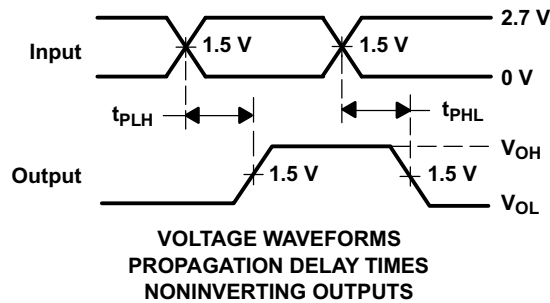 2.7 V
Input
1.5 V
1.5 V
0 V
tPLH
tPHL
VOH
Output
1.5 V
1.5 V
VOL
VOLTAGE WAVEFORMS
PROPAGATION DELAY TIMES
NONINVERTING OUTPUTS